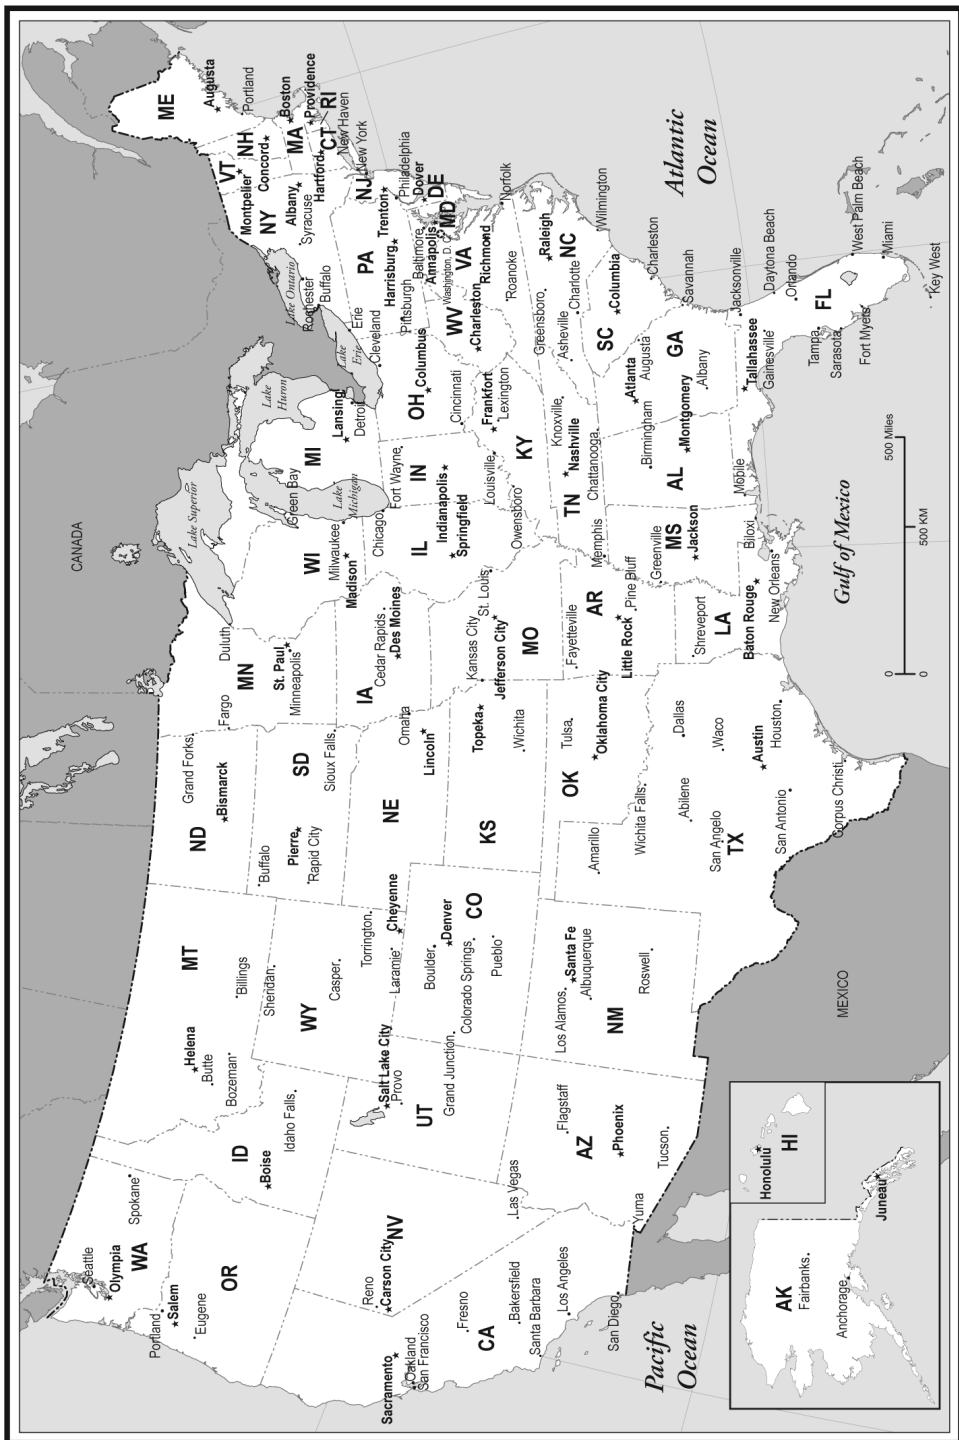 CANADA
WA
Seattle
Olympia
Spokane
Portland
Salem
Eugene
OR
ID
Boise
Idaho Falls
MT
Helena
Butte
Bozeman
Billings
ND
Grand Forks
Bismarck
Fargo
MN
Duluth
St. Paul
Minneapolis
Lake Superior
WI
Green Bay
Milwaukee
Madison
MI
Lansing
Detroit
Lake
Michigan
Lake
Huron
Lake
Erie
Lake Ontario
ME
Augusta
Portland
VT
Montpelier
NH
Concord
MA
Boston
Providence
RI
CT
Hartford
New Haven
NY
Albany
Syracuse
Rochester
Buffalo
New York
NJ
Trenton
PA
Harrisburg
Philadelphia
Pittsburgh
Erie
Dover
DE
MD
Baltimore
Annapolis
Washington, D. C.
WY
Sheridan
Casper
Torrington
Laramie
Cheyenne
SD
Buffalo
Pierre
Rapid City
Sioux Falls
NE
Omaha
Lincoln
IA
Cedar Rapids
Des Moines
IL
Chicago
Springfield
IN
Fort Wayne
Indianapolis
OH
Cleveland
Columbus
Cincinnati
WV
Charleston
VA
Richmond
Roanoke
Norfolk
NV
Reno
Carson City
Las Vegas
CA
Sacramento
Oakland
San Francisco
Fresno
Bakersfield
Santa Barbara
Los Angeles
San Diego
UT
Salt Lake City
Provo
CO
Grand Junction
Boulder
Denver
Colorado Springs
Pueblo
KS
Topeka
Wichita
MO
Kansas City
St. Louis
Jefferson City
KY
Louisville
Owensboro
Frankfort
Lexington
AZ
Flagstaff
Phoenix
Tucson
Yuma
NM
Los Alamos
Santa Fe
Albuquerque
Roswell
OK
Tulsa
Oklahoma City
AR
Fayetteville
Little Rock
Pine Bluff
TN
Memphis
Nashville
Knoxville
Chattanooga
NC
Greensboro
Asheville
Charlotte
Raleigh
Wilmington
SC
Columbia
Charleston
TX
Amarillo
Wichita Falls
Abilene
San Angelo
Dallas
Waco
Austin
Houston
San Antonio
Corpus Christi
LA
Shreveport
Baton Rouge
New Orleans
MS
Greenville
Jackson
Biloxi
AL
Birmingham
Montgomery
Mobile
GA
Atlanta
Augusta
Albany
Savannah
FL
Tallahassee
Jacksonville
Gainesville
Daytona Beach
Orlando
Tampa
Sarasota
Fort Myers
West Palm Beach
Miami
Key West
Pacific
Ocean
Atlantic
Ocean
Gulf of Mexico
MEXICO
AK
Fairbanks
Anchorage
Juneau
HI
Honolulu
0
500 KM
0
500 Miles